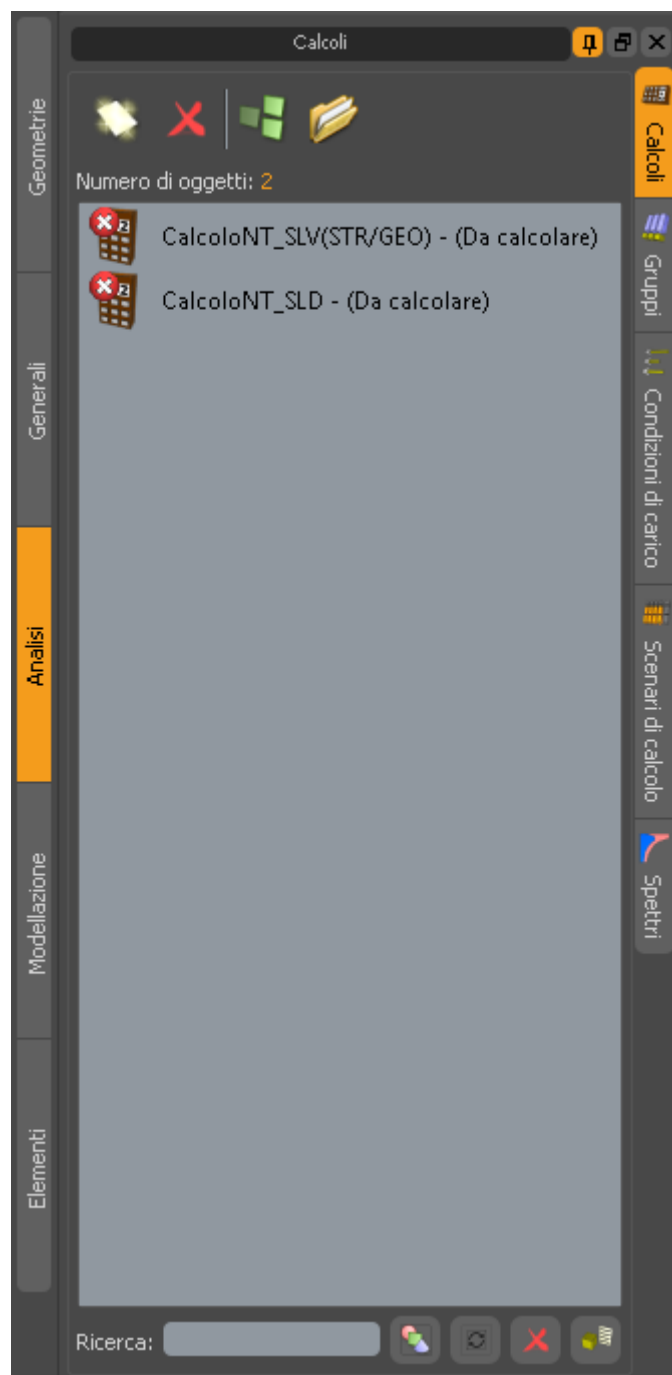 Calcoli
Numero di oggetti: 2
CalcoloNT_SLV(STR/GEO) - (Da calcolare)
CalcoloNT_SLD - (Da calcolare)
Geometrie
Generali
Analisi
Modellazione
Elementi
Calcoli
Gruppi
Condizioni di carico
Scenari di calcolo
Spettri
Ricerca: